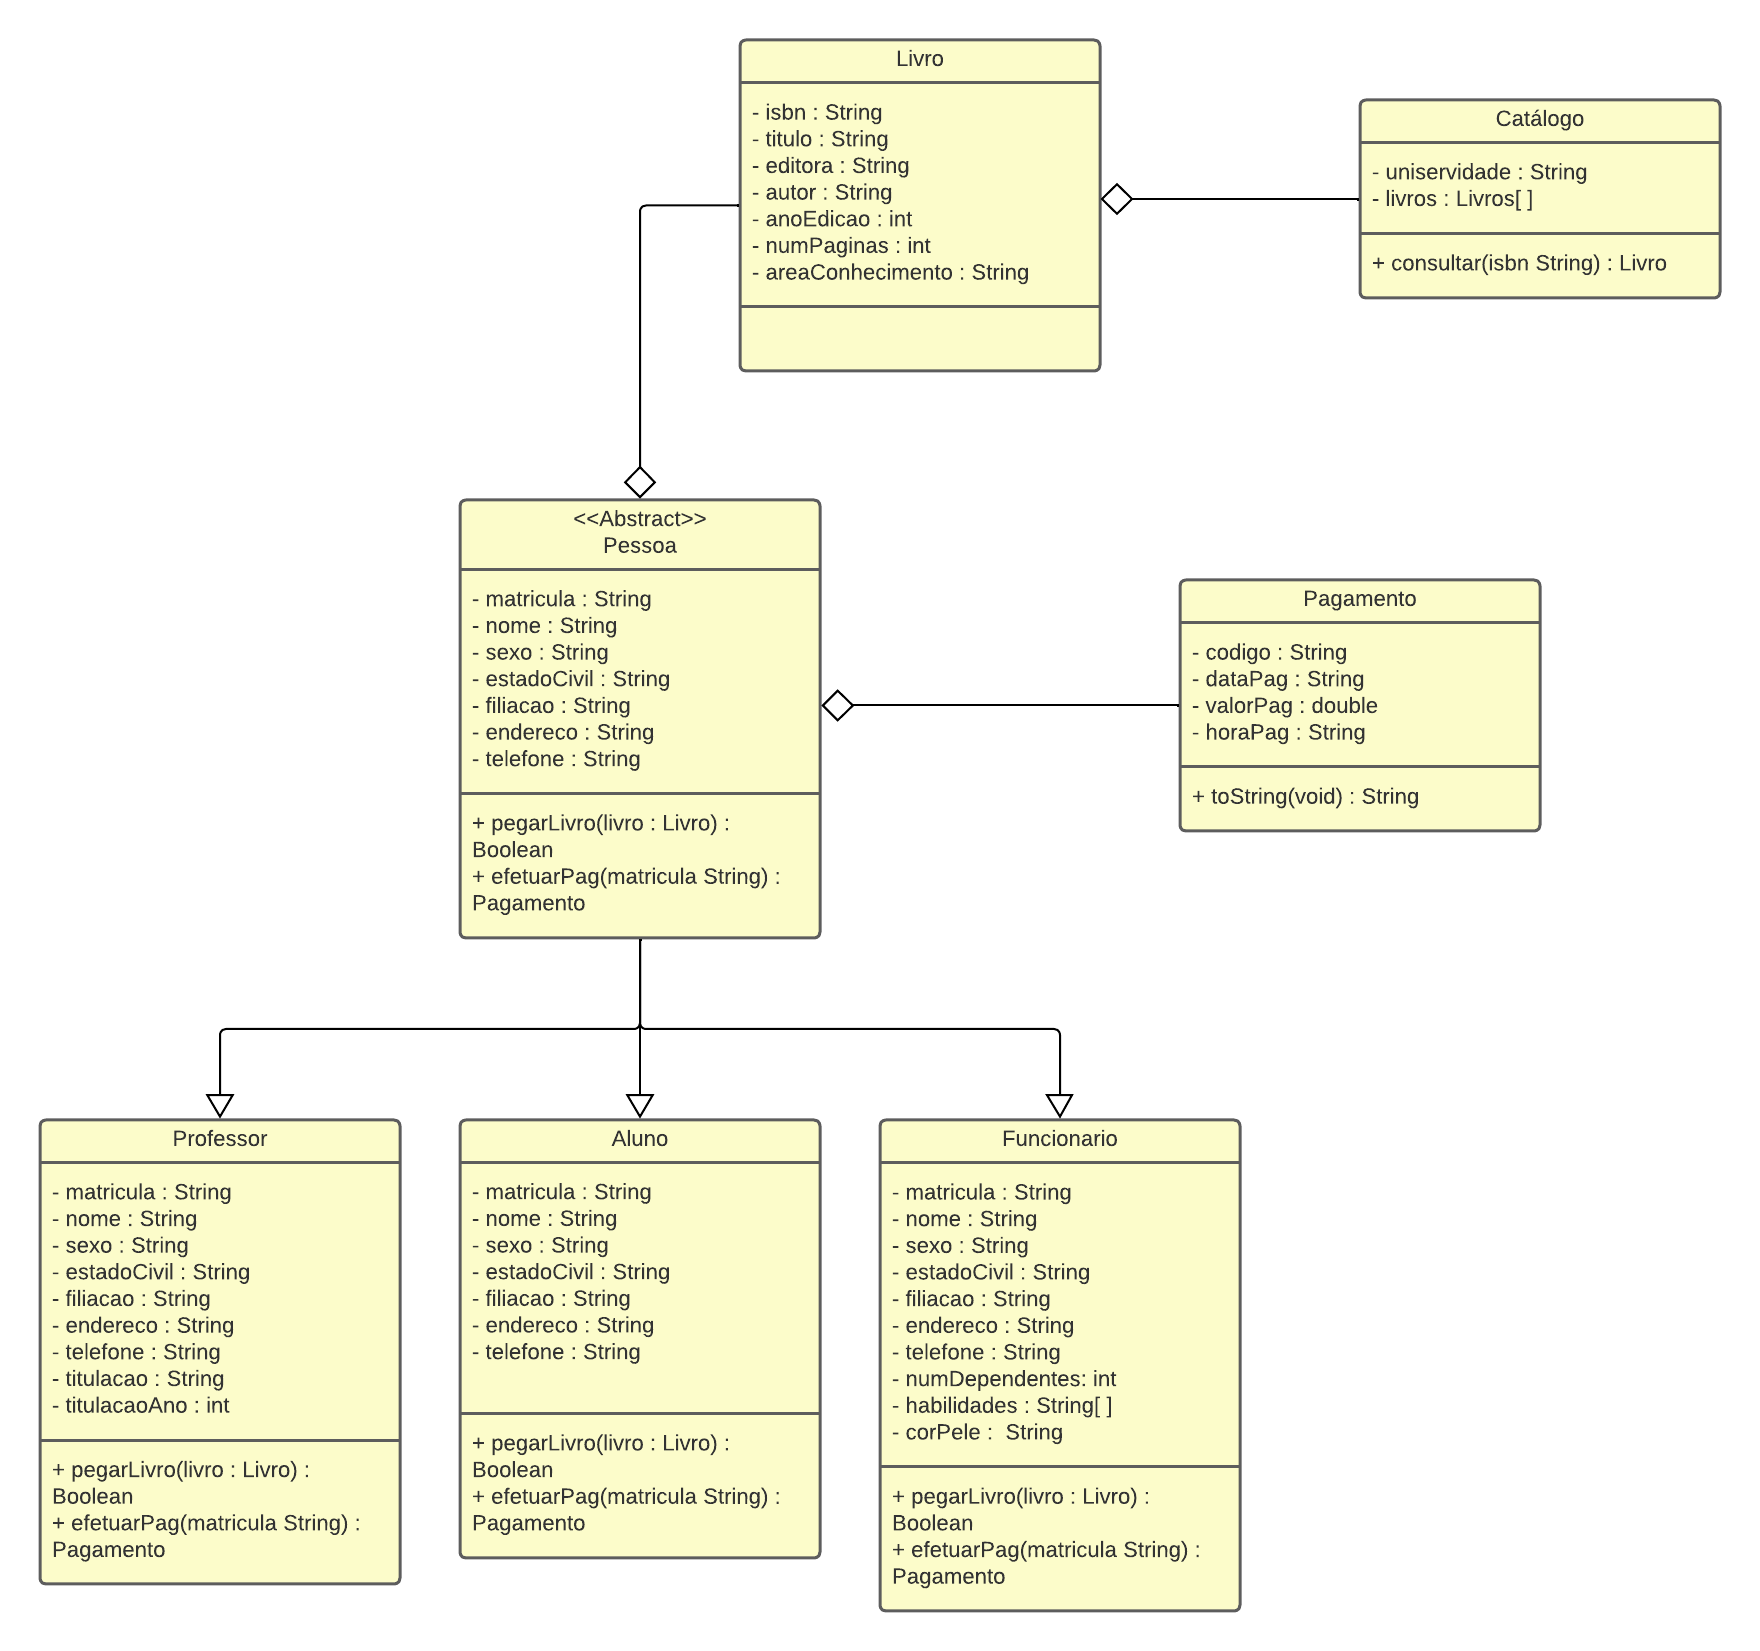 Livro
- isbn : String
- titulo : String
- editora : String
- autor : String
- anoEdicao : int
- numPaginas : int
- areaConhecimento : String
Catálogo
- uniservidade : String
- livros : Livros[ ]
+ consultar(isbn String) : Livro
<<Abstract>>
Pessoa
- matricula : String
- nome : String
- sexo : String
- estadoCivil : String
- filiacao : String
- endereco : String
- telefone : String
+ pegarLivro(livro : Livro) :
Boolean
+ efetuarPag(matricula String) :
Pagamento
Pagamento
- codigo : String
- dataPag : String
- valorPag : double
- horaPag : String
+ toString(void) : String
Professor
- matricula : String
- nome : String
- sexo : String
- estadoCivil : String
- filiacao : String
- endereco : String
- telefone : String
- titulacao : String
- titulacaoAno : int
+ pegarLivro(livro : Livro) :
Boolean
+ efetuarPag(matricula String) :
Pagamento
Aluno
- matricula : String
- nome : String
- sexo : String
- estadoCivil : String
- filiacao : String
- endereco : String
- telefone : String
+ pegarLivro(livro : Livro) :
Boolean
+ efetuarPag(matricula String) :
Pagamento
Funcionario
- matricula : String
- nome : String
- sexo : String
- estadoCivil : String
- filiacao : String
- endereco : String
- telefone : String
- numDependentes: int
- habilidades : String[ ]
- corPele :  String
+ pegarLivro(livro : Livro) :
Boolean
+ efetuarPag(matricula String) :
Pagamento